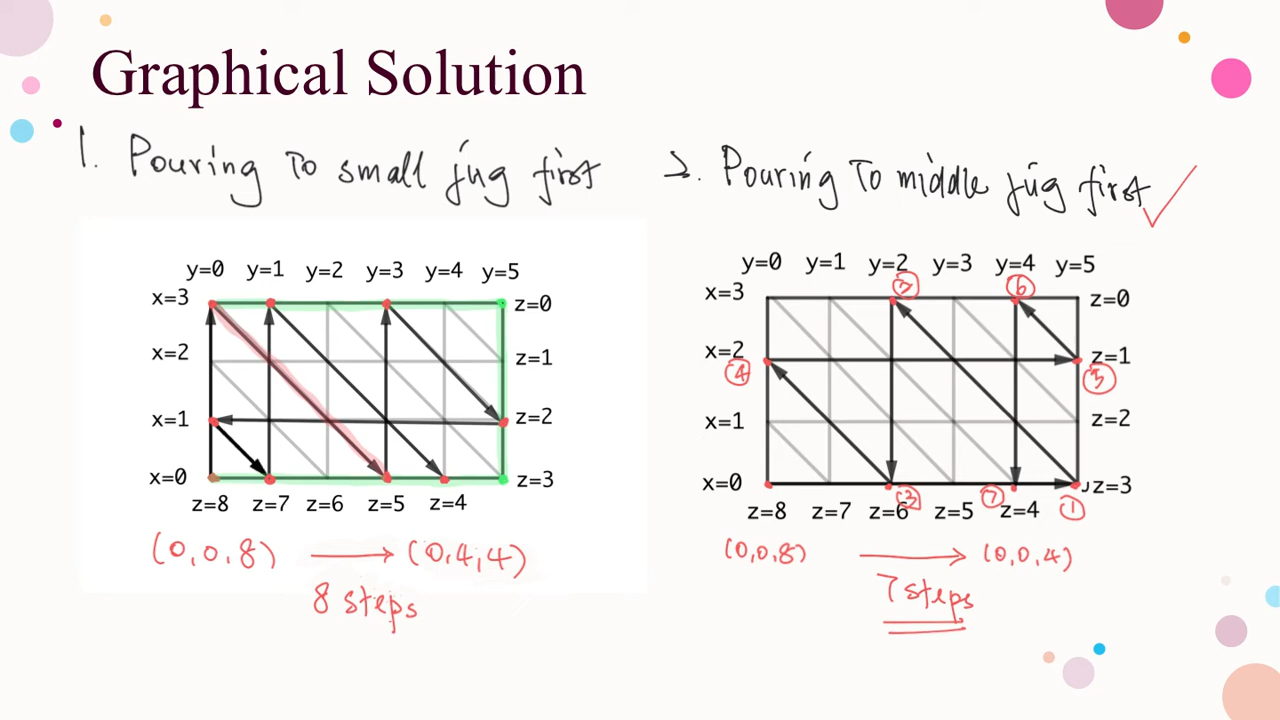 Graphical Solution
1. Pouring to small jug first
2. Pouring to middle jug first
y=0 y=1 y=2 y=3 y=4 y=5
x=3 z=0
x=2 z=1
x=1 z=2
x=0 z=3
z=8 z=7 z=6 z=5 z=4
(0,0,8) → (0,4,4)
8 steps
y=0 y=1 y=2 y=3 y=4 y=5
x=3 z=0
x=2 z=1
x=1 z=2
x=0 z=3
z=8 z=7 z=6 z=5 z=4
6
4
1
(0,0,8) → (0,0,4)
7 steps